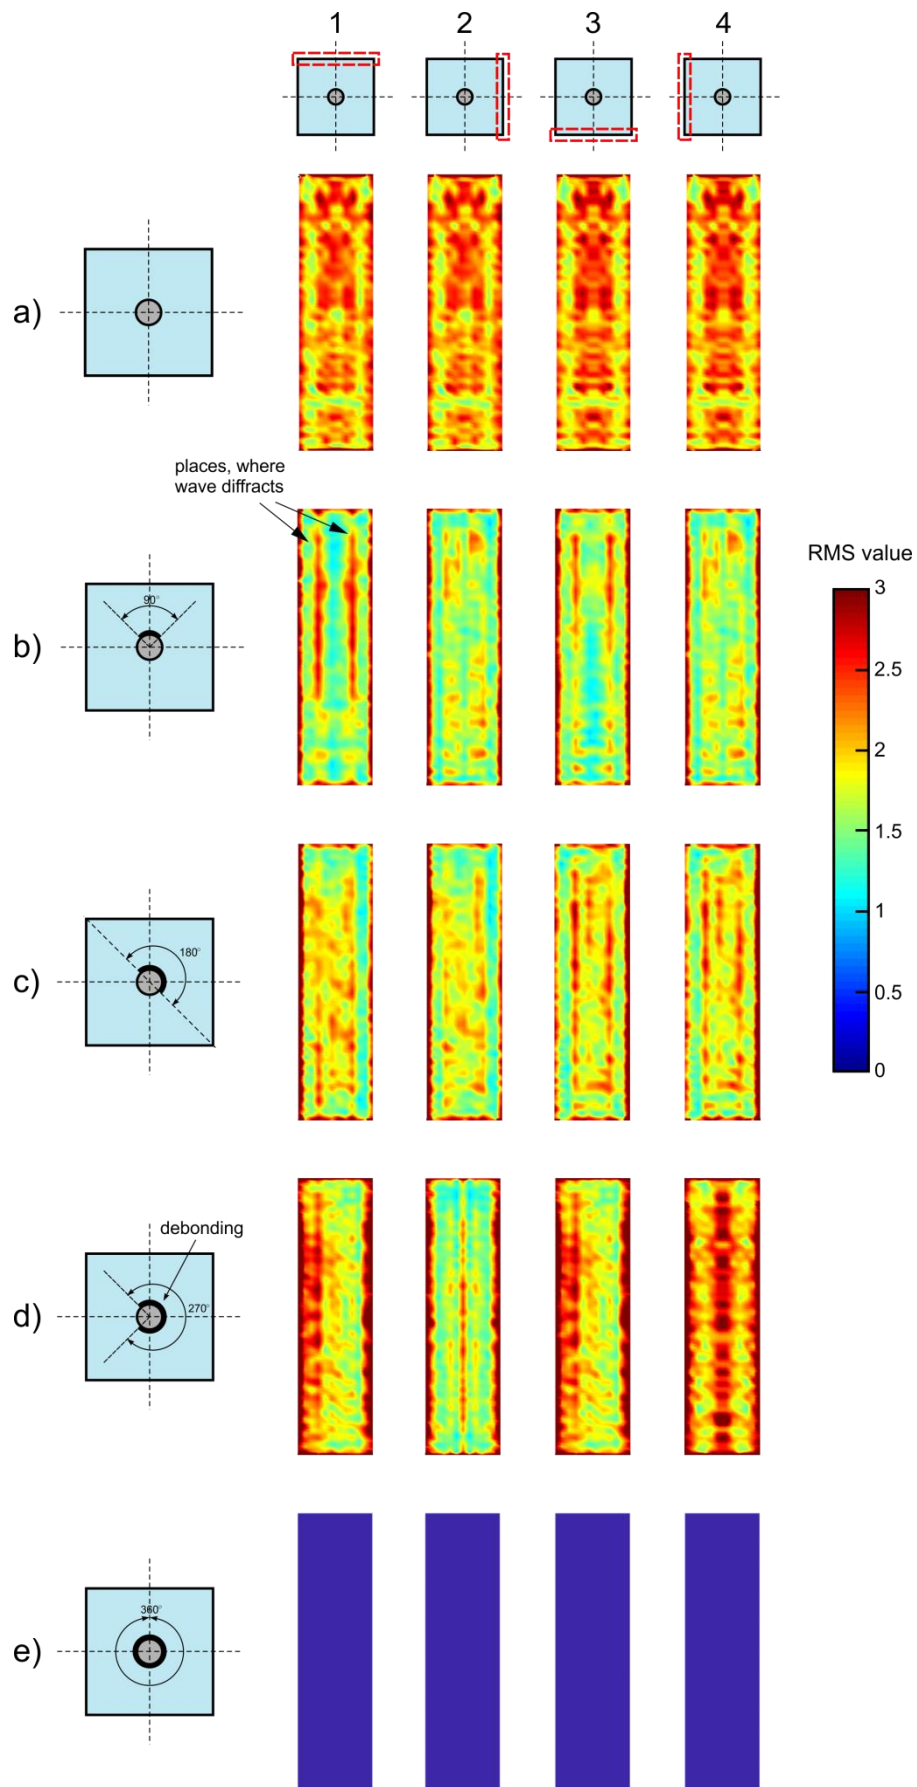 1 2 3 4
a)
places, where
wave diffracts
RMS value
3
90°
b)
2.5
2
1.5
1
180°
c)
0.5
0
debonding
270°
d)
360°
e)